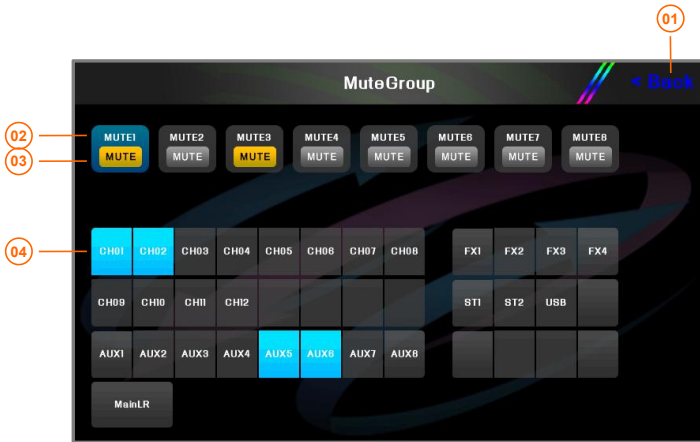 01
MuteGroup
< Back
02
MUTE1 MUTE2 MUTE3 MUTE4 MUTE5 MUTE6 MUTE7 MUTE8
03
MUTE MUTE MUTE MUTE MUTE MUTE MUTE MUTE
04
CH01 CH02 CH03 CH04 CH05 CH06 CH07 CH08 FX1 FX2 FX3 FX4
CH09 CH10 CH11 CH12 ST1 ST2 USB
AUX1 AUX2 AUX3 AUX4 AUX5 AUX6 AUX7 AUX8
MainLR